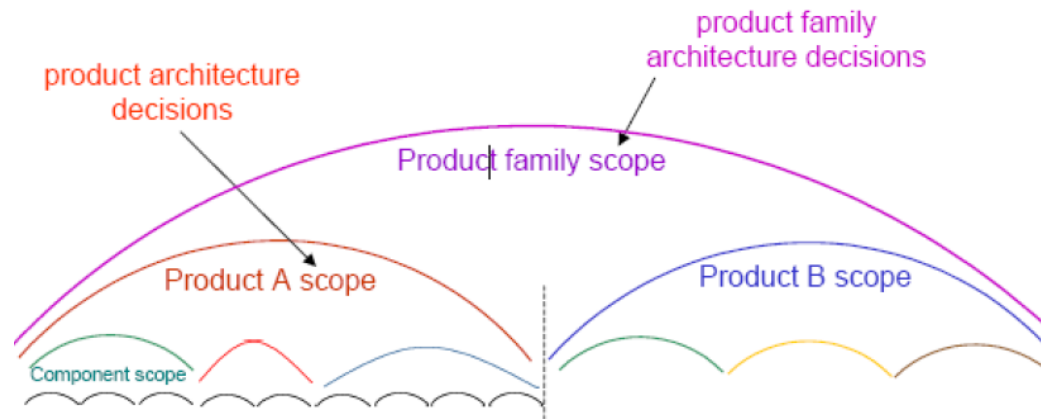 product family
architecture decisions
product architecture
decisions
Product family scope
Product A scope
Product B scope
Component scope